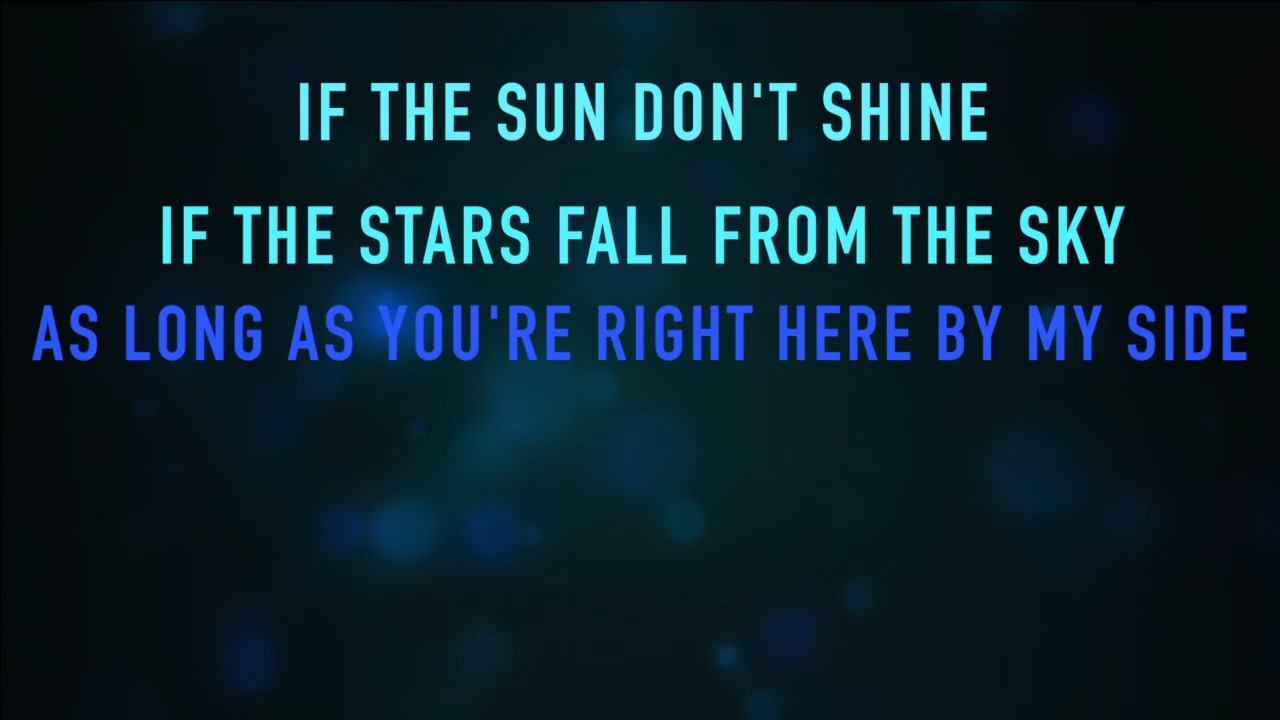 IF THE SUN DON'T SHINE
IF THE STARS FALL FROM THE SKY
AS LONG AS YOU'RE RIGHT HERE BY MY SIDE